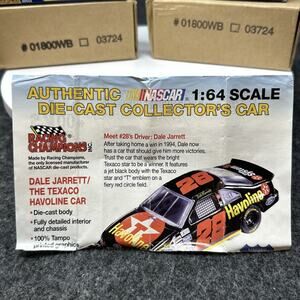 #01800WB 03724
#01800WB 03724
AUTHENTIC NASCAR 1:64 SCALE
DIE-CAST COLLECTOR'S CAR
RACING
CHAMPIONS INC.
Made by Racing Champions,
the only licensed manufacturer
of NASCAR die-cast products.
DALE JARRETT/
THE TEXACO
HAVOLINE CAR
• Die-cast body
• Fully detailed interior
and chassis
• 100% Tampo
graphics
Meet #28's Driver: Dale Jarrett
After taking home a win in 1994, Dale now
has a car that should give him more victories.
Trust the car that wears the bright
Texaco star to be a winner. It features
a jet black body with the Texaco
star and "T" emblem on a
fiery red circle field.
28
Havoline
28
Havoline
T